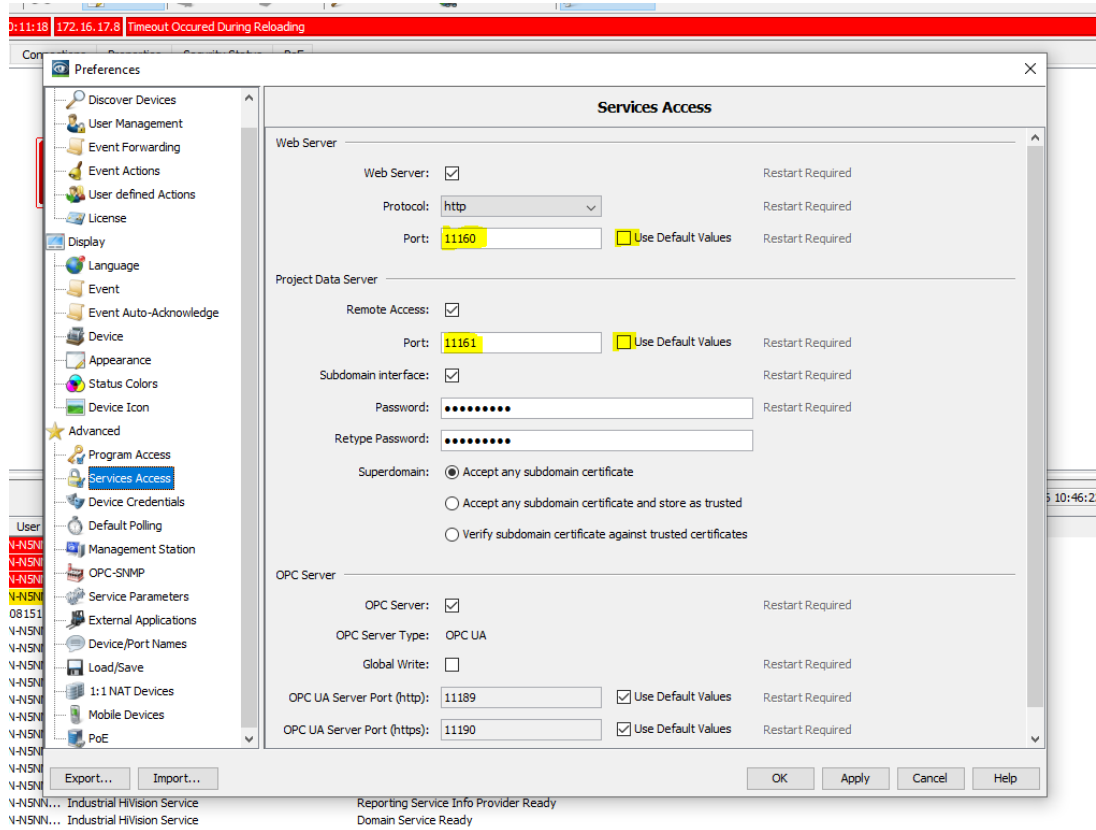 0:11:18 172.16.17.8 Timeout Occured During Reloading
Preferences
Discover Devices
User Management
Event Forwarding
Event Actions
User defined Actions
License
Display
Language
Event
Event Auto-Acknowledge
Device
Appearance
Status Colors
Device Icon
Advanced
Program Access
Services Access
Device Credentials
Default Polling
Management Station
OPC-SNMP
Service Parameters
External Applications
Device/Port Names
Load/Save
1:1 NAT Devices
Mobile Devices
PoE
Services Access
Web Server
Web Server: Restart Required
Protocol: http Restart Required
Port: 11160 Use Default Values Restart Required
Project Data Server
Remote Access:
Port: 11161 Use Default Values Restart Required
Subdomain interface: Restart Required
Password: ●●●●●●●●● Restart Required
Retype Password: ●●●●●●●●●
Superdomain: Accept any subdomain certificate
Accept any subdomain certificate and store as trusted
Verify subdomain certificate against trusted certificates
OPC Server
OPC Server: Restart Required
OPC Server Type: OPC UA
Global Write: Restart Required
OPC UA Server Port (http): 11189 Use Default Values Restart Required
OPC UA Server Port (https): 11190 Use Default Values Restart Required
Export... Import... OK Apply Cancel Help
10:46:2
User
08151
N-N5NN... Industrial HiVision Service Reporting Service Info Provider Ready
N-N5NN... Industrial HiVision Service Domain Service Ready